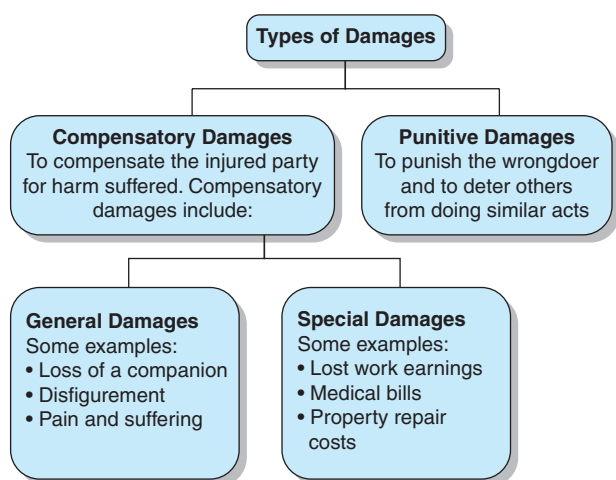 Types of Damages
Compensatory Damages
To compensate the injured party
for harm suffered. Compensatory
damages include:
Punitive Damages
To punish the wrongdoer
and to deter others
from doing similar acts
General Damages
Some examples:
• Loss of a companion
• Disfigurement
• Pain and suffering
Special Damages
Some examples:
• Lost work earnings
• Medical bills
• Property repair
costs